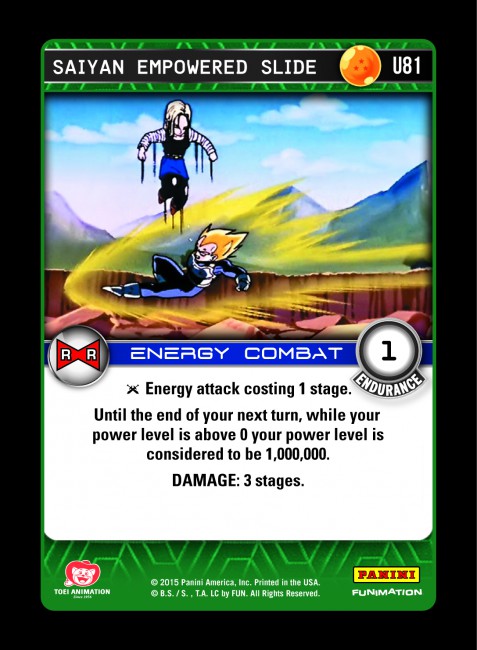 SAIYAN EMPOWERED SLIDE U81
R R
ENERGY COMBAT
1
ENDURANCE
Energy attack costing 1 stage.
Until the end of your next turn, while your
power level is above 0 your power level is
considered to be 1,000,000.
DAMAGE: 3 stages.
TOEI ANIMATION
Since 1956
© 2015 Panini America, Inc. Printed in the USA.
© B.S. / S. , T.A. LC by FUN. All Rights Reserved.
PANINI
FUNIMATION